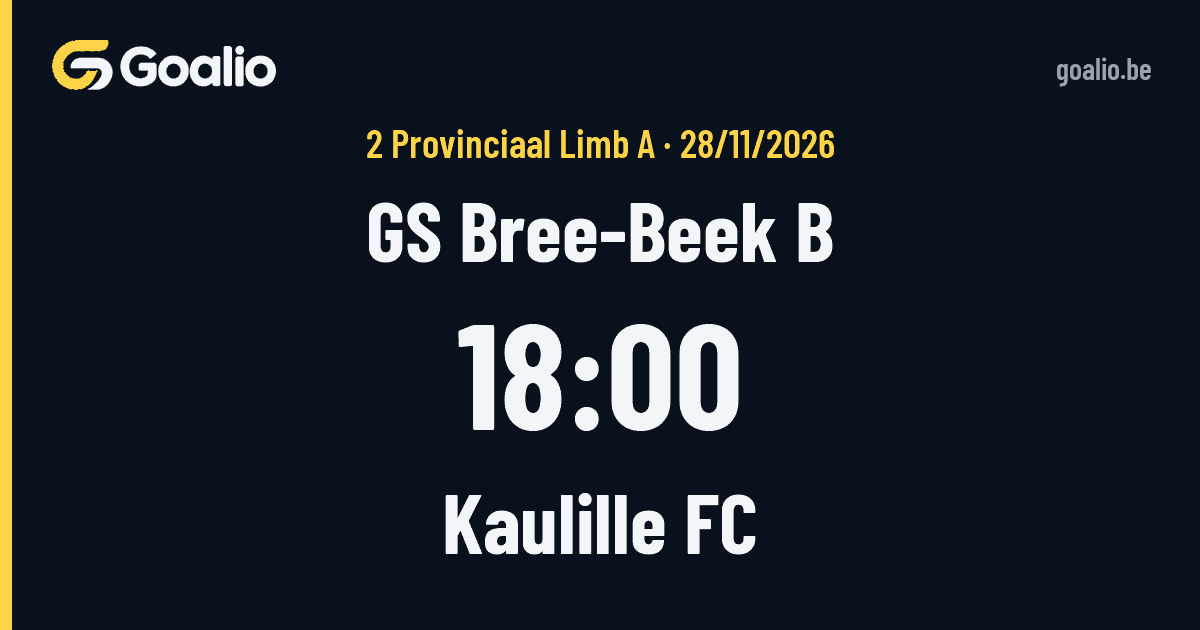 Goalio
goalio.be
2 Provinciaal Limb A · 28/11/2026
GS Bree-Beek B
18:00
Kaulille FC